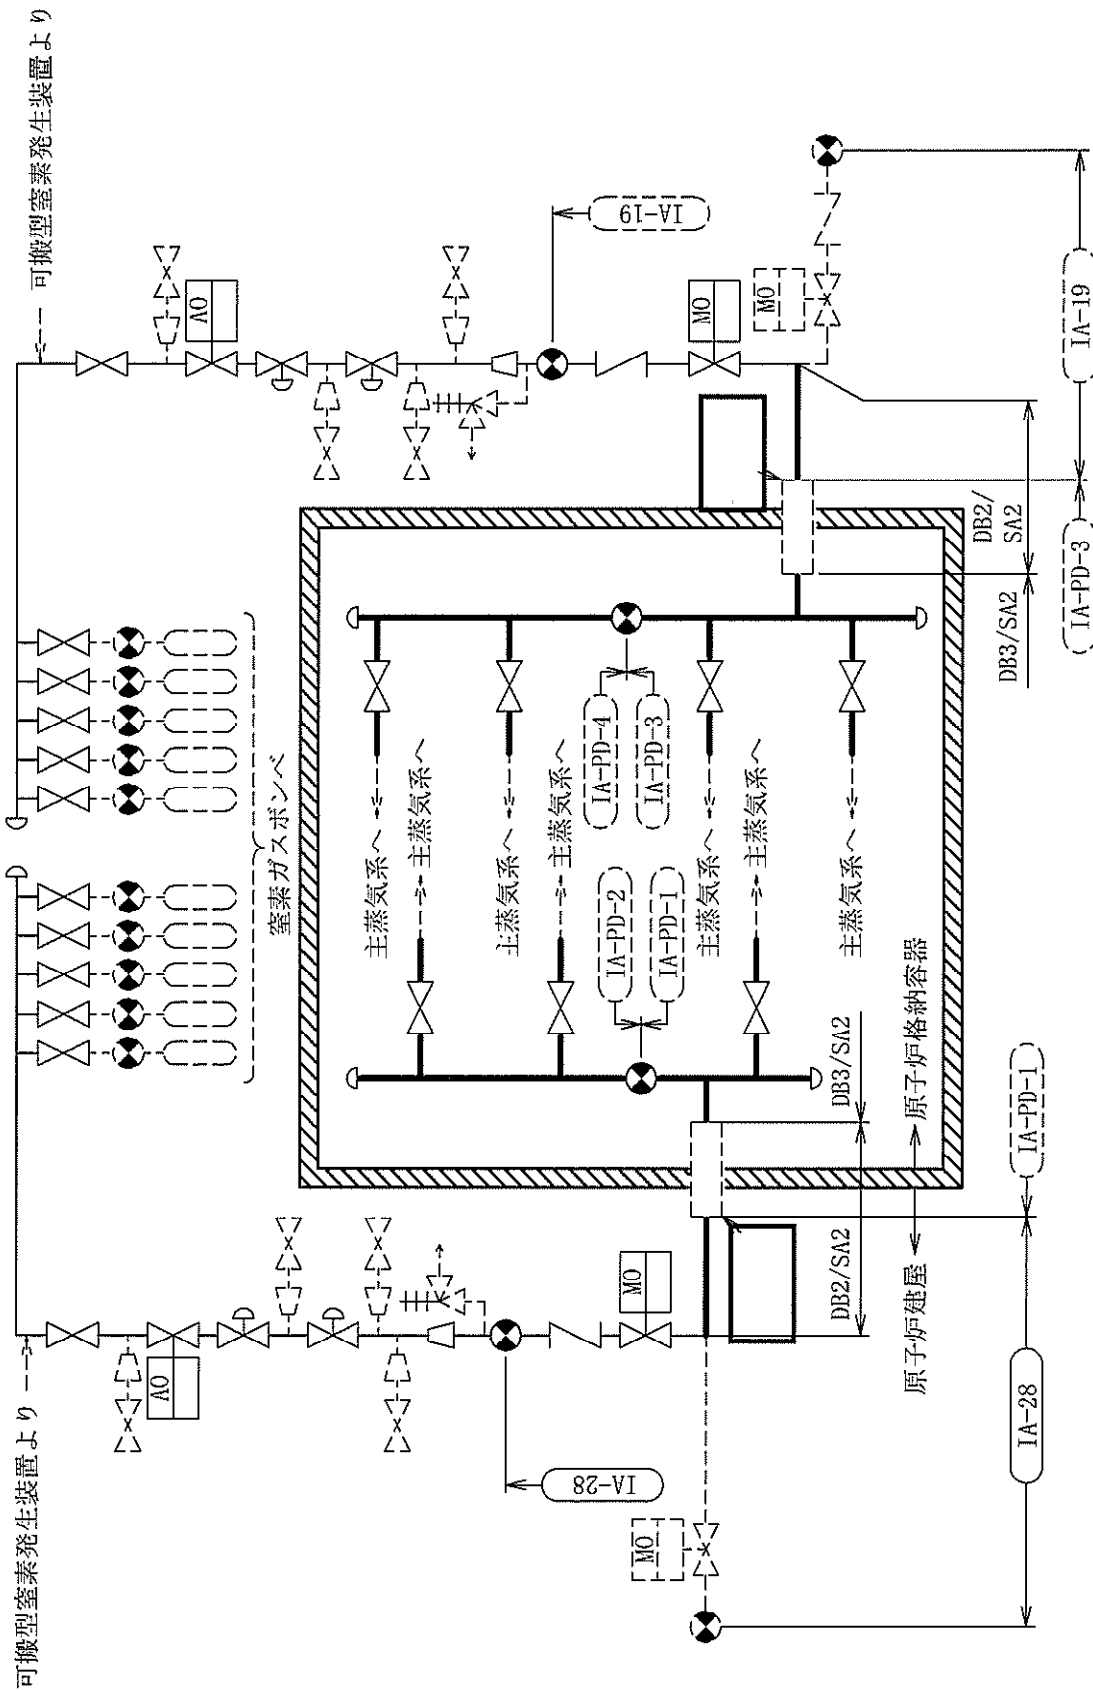 可搬型窒素発生装置より
可搬型窒素発生装置より
AO
AO
窒素ガスボンベ
IA-28
IA-19
MO
MO
MO
MO
主蒸気系へ
主蒸気系へ
主蒸気系へ
主蒸気系へ
主蒸気系へ
主蒸気系へ
主蒸気系へ
IA-PD-2
IA-PD-1
IA-PD-4
IA-PD-3
DB2/SA2
DB3/SA2
DB3/SA2
DB2/
SA2
原子炉建屋
原子炉格納容器
IA-28
IA-PD-1
IA-PD-3
IA-19